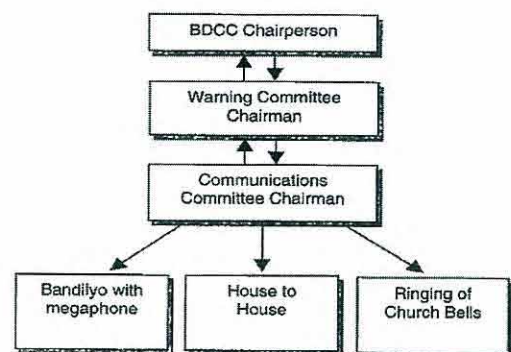 BDCC Chairperson
Warning Committee
Chairman
Communications
Committee Chairman
Bandilyo with
megaphone
House to
House
Ringing of
Church Bells